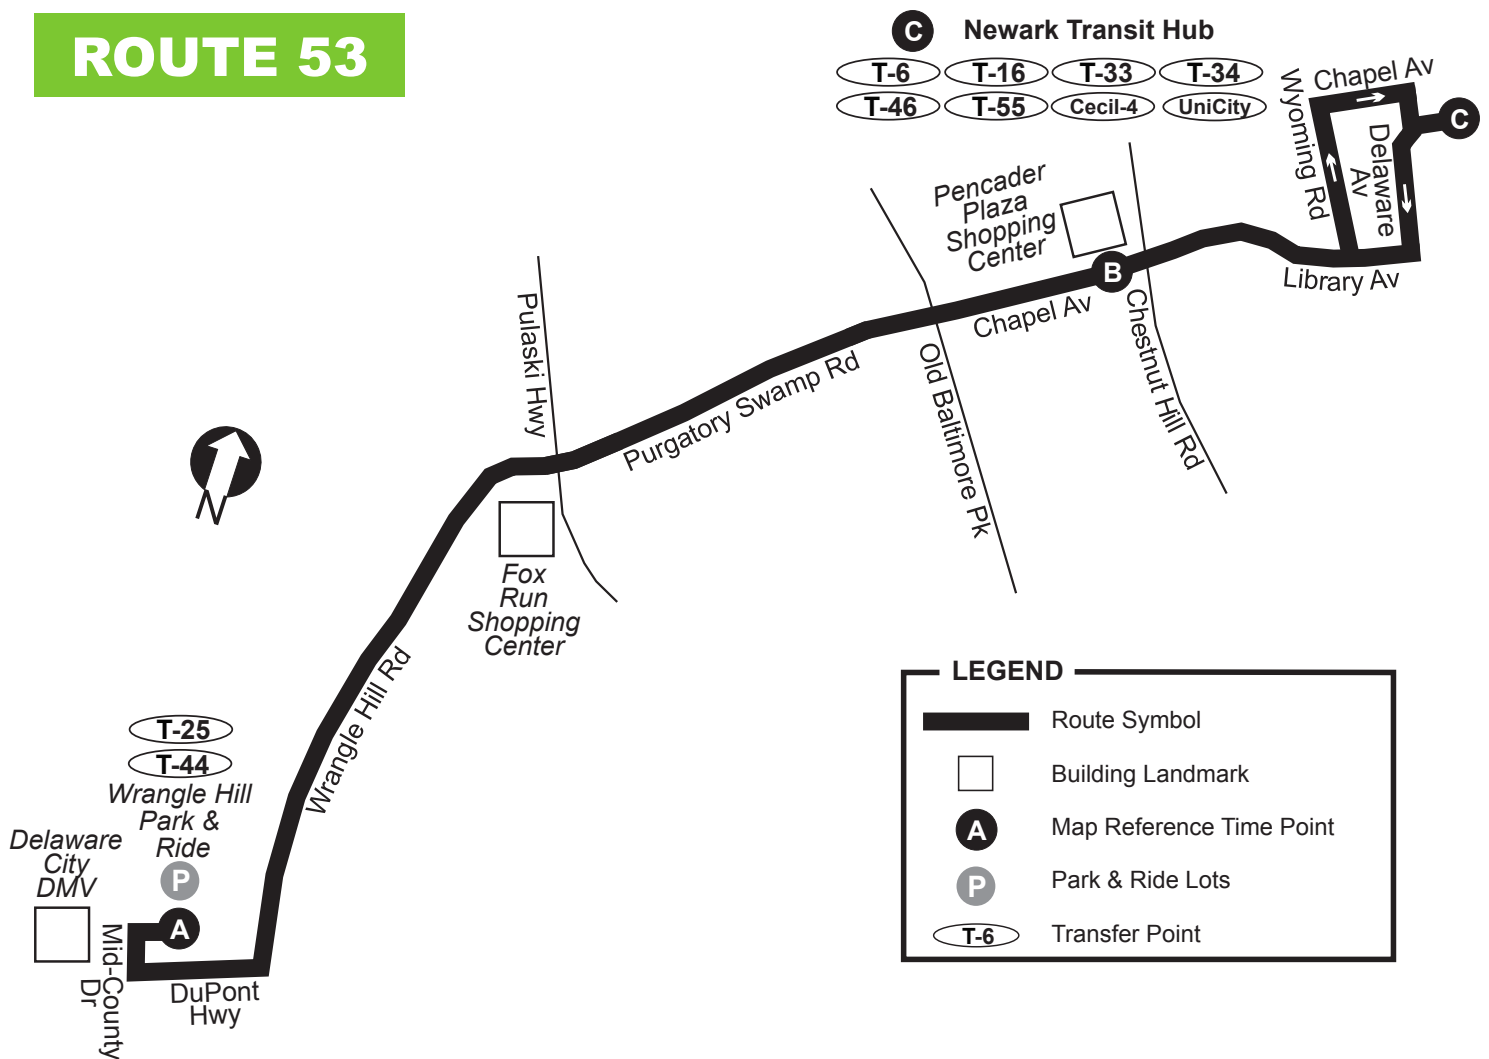 ROUTE 53
C Newark Transit Hub
T-6 T-16 T-33 T-34
T-46 T-55 Cecil-4 UniCity
Chapel Av
Wyoming Rd
Delaware
Av
C
Library Av
Pencader
Plaza
Shopping
Center
B
Chapel Av
Chestnut Hill Rd
Old Baltimore Pk
Pulaski Hwy
Purgatory Swamp Rd
N
Fox
Run
Shopping
Center
Wrangle Hill Rd
T-25
T-44
Wrangle Hill
Park &
Ride
P
A
Delaware
City
DMV
Mid-County
Dr
DuPont
Hwy
LEGEND
Route Symbol
Building Landmark
A Map Reference Time Point
P Park & Ride Lots
T-6 Transfer Point